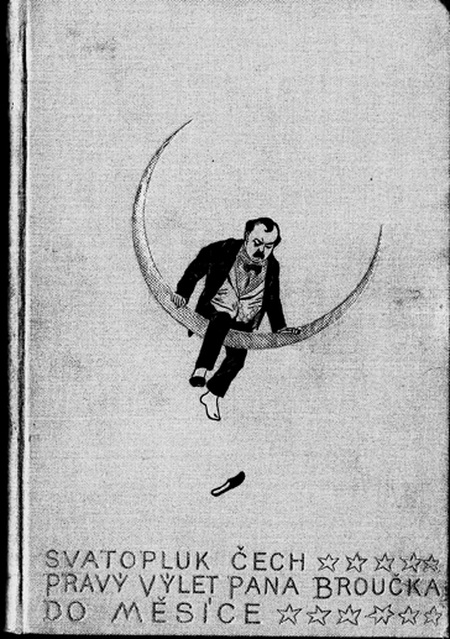 SVATOPLUK ČECH ☆☆☆☆☆
PRAVÝ VÝLET PANA BROUČKA
DO MĚSÍCE ☆☆☆☆☆☆